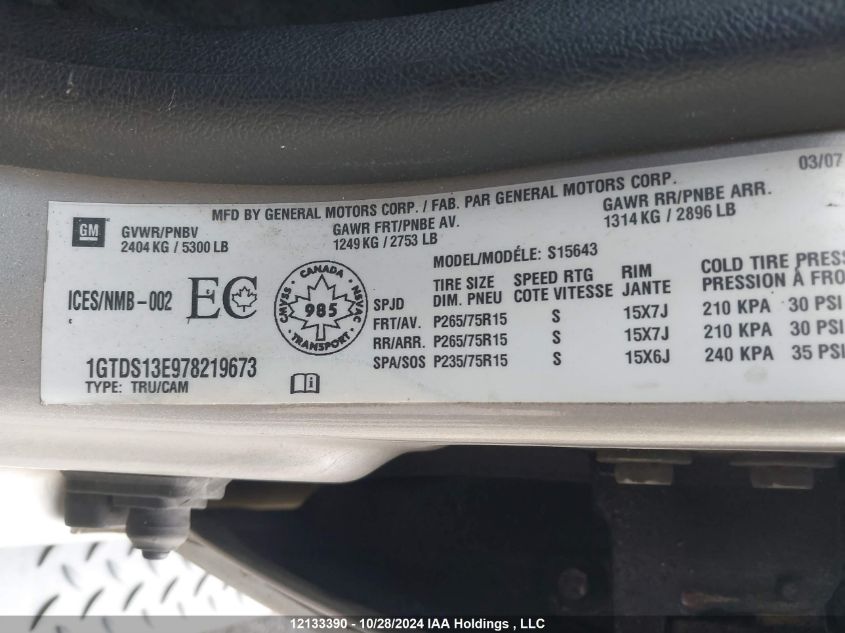 03/07
MFD BY GENERAL MOTORS CORP. / FAB. PAR GENERAL MOTORS CORP.
GM
GVWR/PNBV
2404 KG / 5300 LB
GAWR FRT/PNBE AV.
1249 KG / 2753 LB
GAWR RR/PNBE ARR.
1314 KG / 2896 LB
MODEL/MODÉLE: S15643
ICES/NMB-002
EC
CANADA
CMVSS
985
NSVAC
TRANSPORT
SPJD TIRE SIZE SPEED RTG RIM COLD TIRE PRESS
DIM. PNEU COTE VITESSE JANTE PRESSION À FRO
FRT/AV. P265/75R15 S 15X7J 210 KPA 30 PSI
RR/ARR. P265/75R15 S 15X7J 210 KPA 30 PSI
SPA/SOS P235/75R15 S 15X6J 240 KPA 35 PSI
1GTDS13E978219673
TYPE: TRU/CAM
12133390 - 10/28/2024 IAA Holdings , LLC